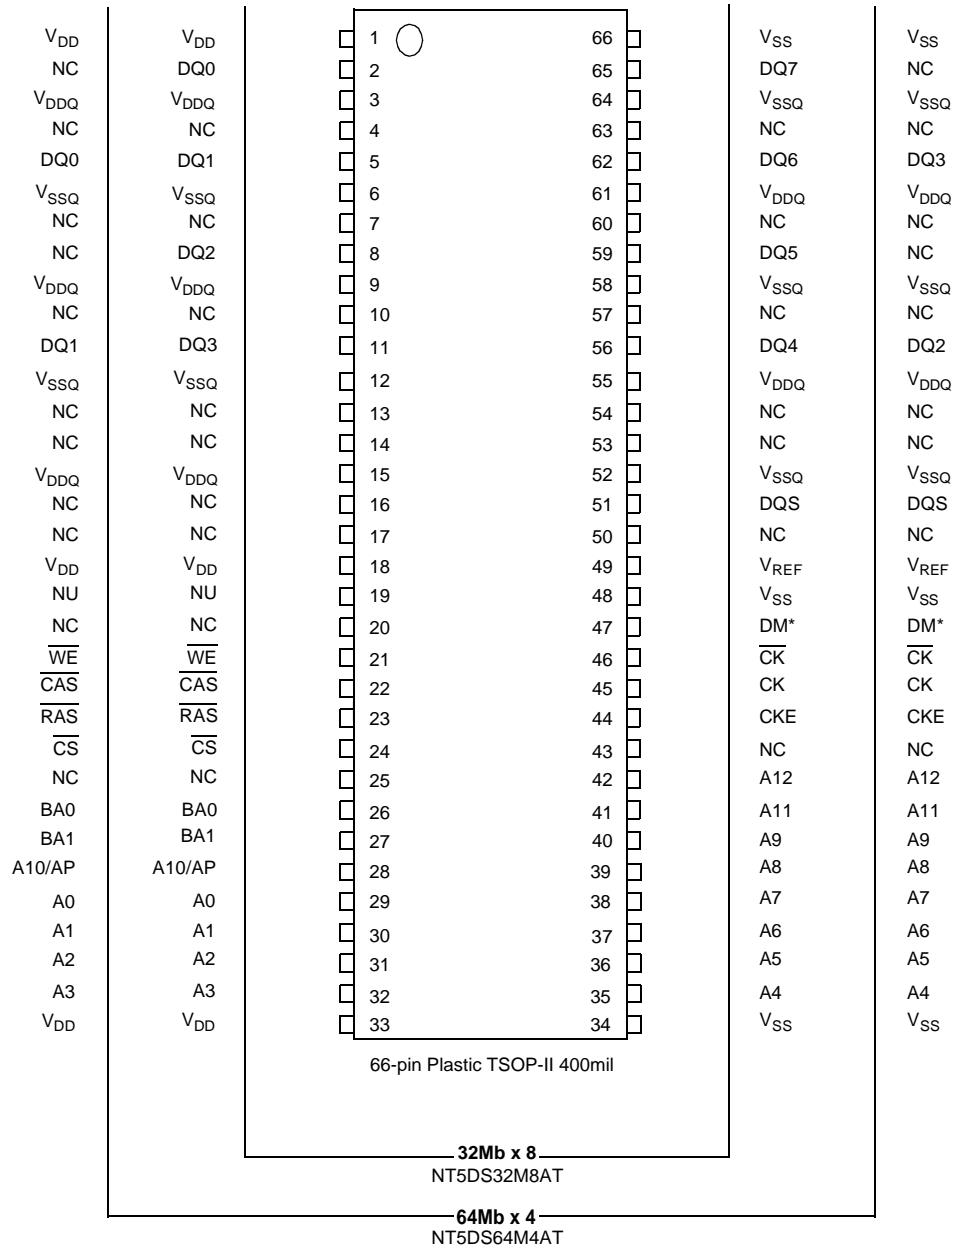 VDD VDD 1 66 VSS VSS
NC DQ0 2 65 DQ7 NC
VDDQ VDDQ 3 64 VSSQ VSSQ
NC NC 4 63 NC NC
DQ0 DQ1 5 62 DQ6 DQ3
VSSQ VSSQ 6 61 VDDQ VDDQ
NC NC 7 60 NC NC
NC DQ2 8 59 DQ5 NC
VDDQ VDDQ 9 58 VSSQ VSSQ
NC NC 10 57 NC NC
DQ1 DQ3 11 56 DQ4 DQ2
VSSQ VSSQ 12 55 VDDQ VDDQ
NC NC 13 54 NC NC
NC NC 14 53 NC NC
VDDQ VDDQ 15 52 VSSQ VSSQ
NC NC 16 51 DQS DQS
NC NC 17 50 NC NC
VDD VDD 18 49 VREF VREF
NU NU 19 48 VSS VSS
NC NC 20 47 DM* DM*
W̅E̅ W̅E̅ 21 46 C̅K̅ C̅K̅
C̅A̅S̅ C̅A̅S̅ 22 45 CK CK
R̅A̅S̅ R̅A̅S̅ 23 44 CKE CKE
C̅S̅ C̅S̅ 24 43 NC NC
NC NC 25 42 A12 A12
BA0 BA0 26 41 A11 A11
BA1 BA1 27 40 A9 A9
A10/AP A10/AP 28 39 A8 A8
A0 A0 29 38 A7 A7
A1 A1 30 37 A6 A6
A2 A2 31 36 A5 A5
A3 A3 32 35 A4 A4
VDD VDD 33 34 VSS VSS
66-pin Plastic TSOP-II 400mil
32Mb x 8
NT5DS32M8AT
64Mb x 4
NT5DS64M4AT